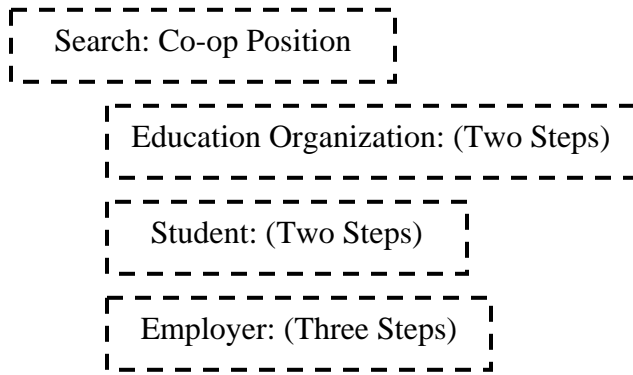 Search: Co-op Position
Education Organization: (Two Steps)
Student: (Two Steps)
Employer: (Three Steps)